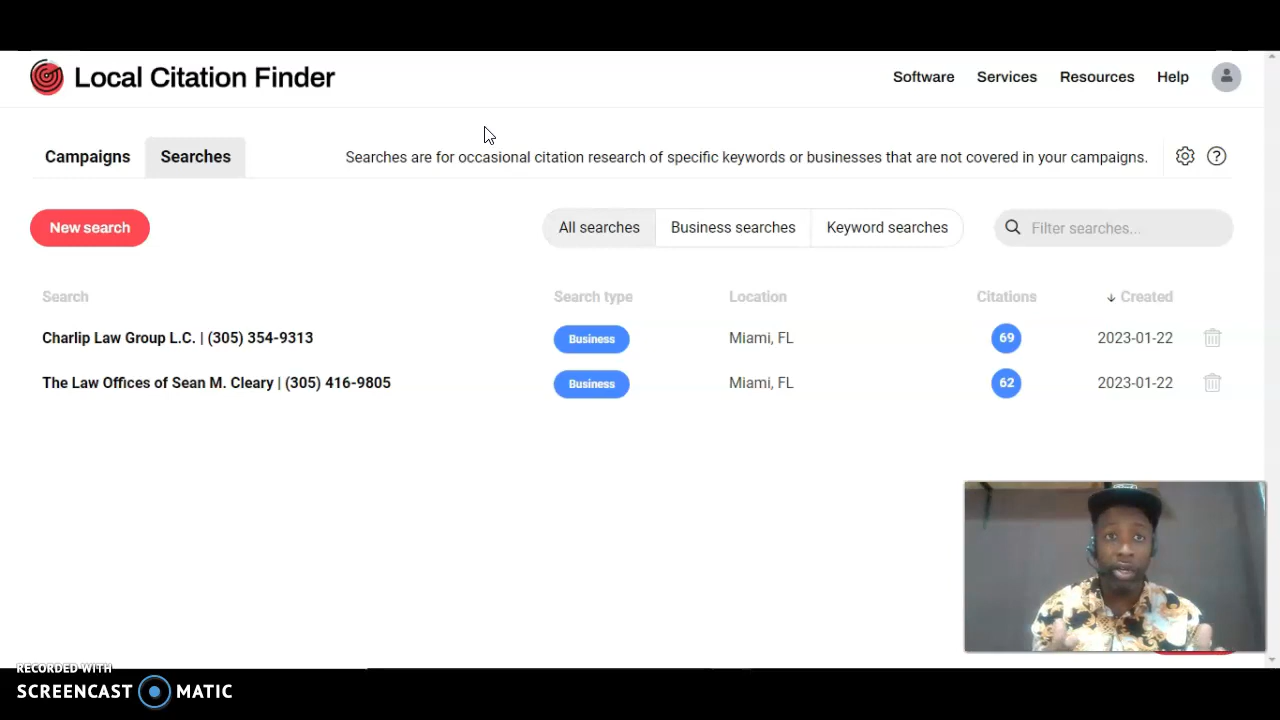 Local Citation Finder
Software Services Resources Help
Campaigns Searches Searches are for occasional citation research of specific keywords or businesses that are not covered in your campaigns.
New search All searches Business searches Keyword searches Filter searches...
Search Search type Location Citations Created
Charlip Law Group L.C. | (305) 354-9313 Business Miami, FL 69 2023-01-22
The Law Offices of Sean M. Cleary | (305) 416-9805 Business Miami, FL 62 2023-01-22
RECORDED WITH
SCREENCAST MATIC